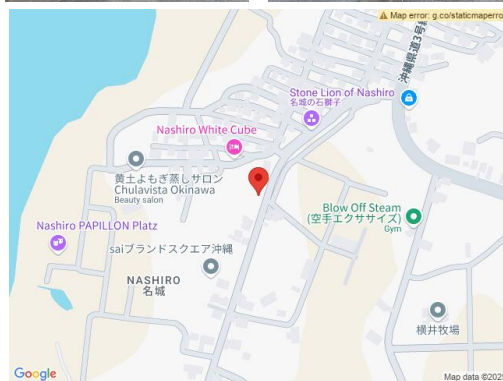 Map error: g.co/staticmaperro
沖縄県道3号線
Stone Lion of Nashiro
名城の石獅子
Nashiro White Cube
黄土よもぎ蒸しサロン
Chulavista Okinawa
Beauty salon
Blow Off Steam
(空手エクササイズ)
Gym
Nashiro PAPILLON Platz
saiブランドスクエア沖縄
NASHIRO
名城
横井牧場
Google
Map data ©202